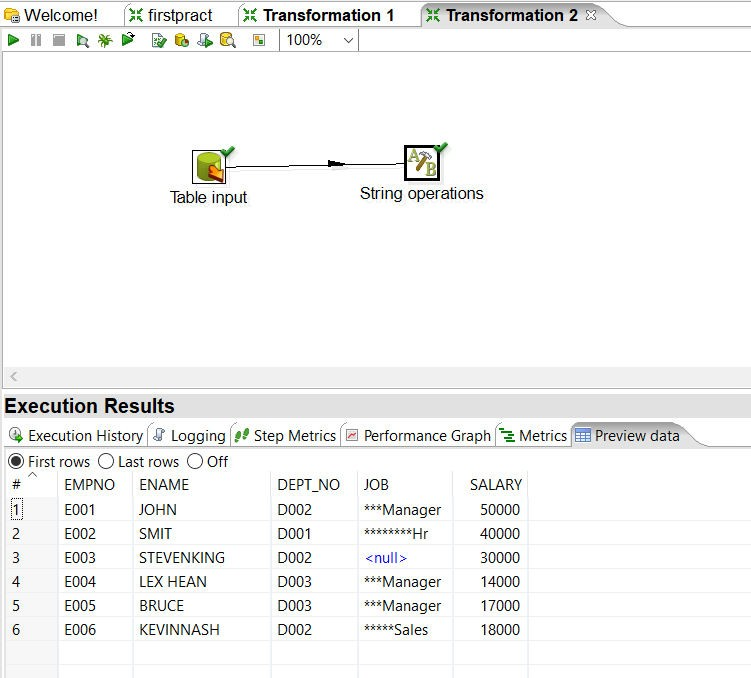 Welcome! firstpract Transformation 1 Transformation 2
100%
Table input String operations
Execution Results
Execution History Logging Step Metrics Performance Graph Metrics Preview data
First rows Last rows Off
# EMPNO ENAME DEPT_NO JOB SALARY
1 E001 JOHN D002 ***Manager 50000
2 E002 SMIT D001 ********Hr 40000
3 E003 STEVENKING D002 <null> 30000
4 E004 LEX HEAN D003 ***Manager 14000
5 E005 BRUCE D003 ***Manager 17000
6 E006 KEVINNASH D002 *****Sales 18000